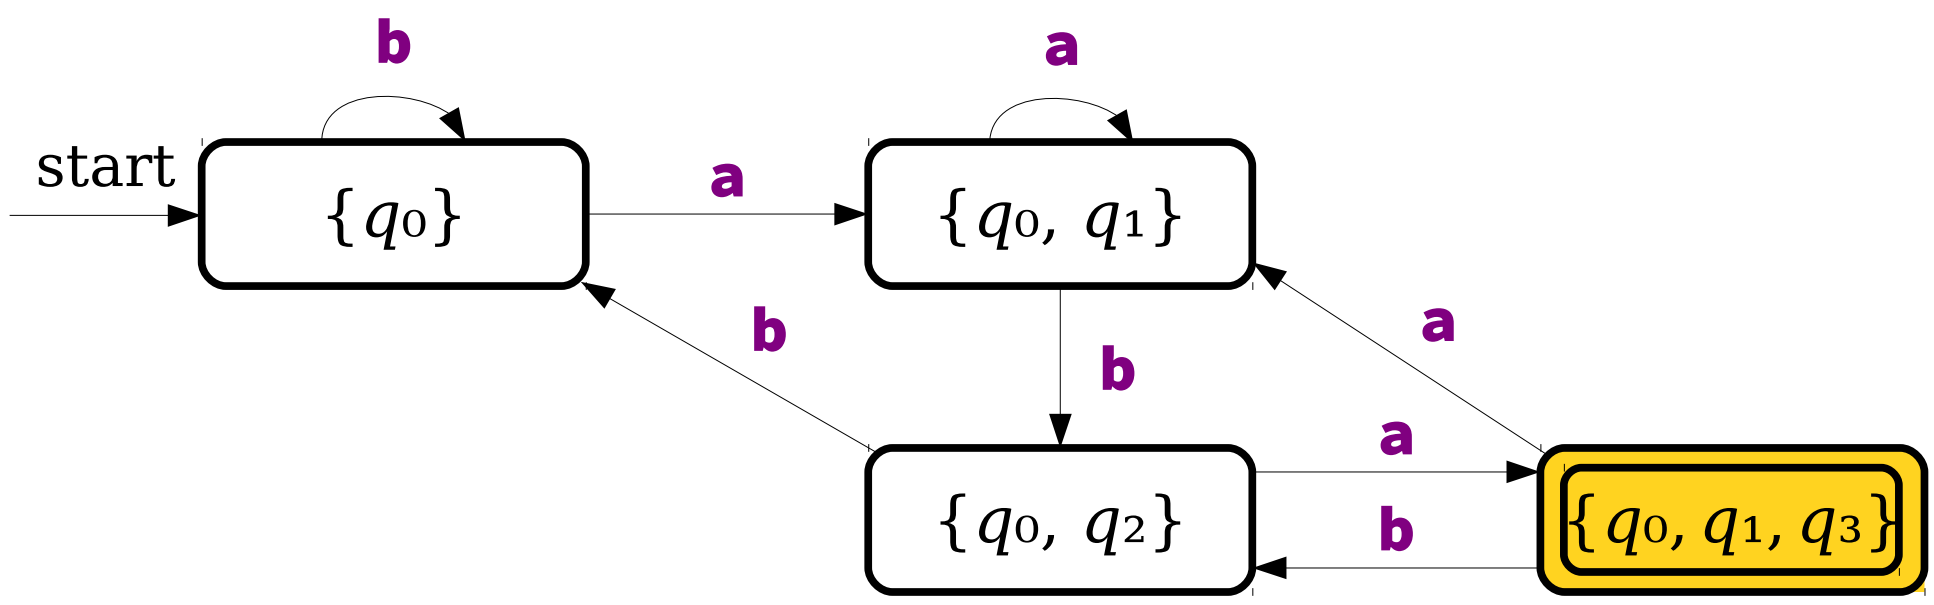 b
a
start
a
{q₀}
{q₀, q₁}
b
a
b
a
{q₀, q₂}
b
{q₀, q₁, q₃}